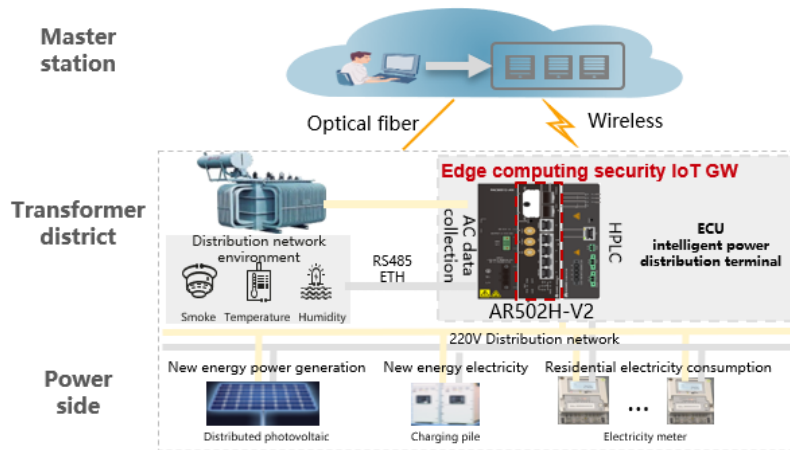 Master
station
Optical fiber
Wireless
Transformer
district
Edge computing security IoT GW
AC data
collection
HPLC
ECU
intelligent power
distribution terminal
Distribution network
environment
RS485
ETH
Smoke
Temperature
Humidity
AR502H-V2
220V Distribution network
Power
side
New energy power generation
New energy electricity
Residential electricity consumption
...
Distributed photovoltaic
Charging pile
Electricity meter